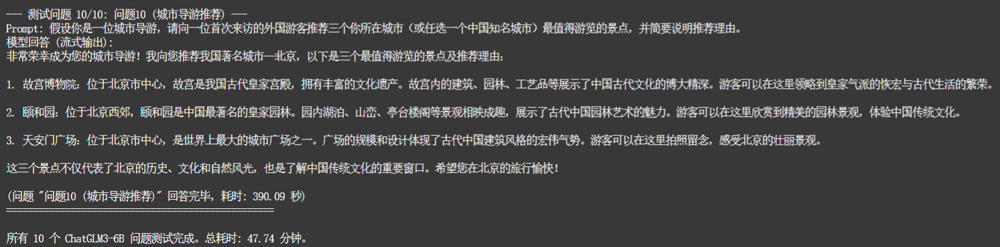 --- 测试问题 10/10: 问题10 (城市导游推荐) ---
Prompt: 假设你是一位城市导游，请向一位首次来访的外国游客推荐三个你所在城市（或任选一个中国知名城市）最值得游览的景点，并简要说明推荐理由。
模型回答 (流式输出):
非常荣幸成为您的城市导游！我向您推荐我国著名城市—北京，以下是三个最值得游览的景点及推荐理由：
1. 故宫博物院：位于北京市中心，故宫是我国古代皇家宫殿，拥有丰富的文化遗产。故宫内的建筑、园林、工艺品等展示了中国古代文化的博大精深。游客可以在这里领略到皇家气派的恢宏与古代生活的繁荣。
2. 颐和园：位于北京西郊，颐和园是中国最著名的皇家园林。园内湖泊、山峦、亭台楼阁等景观相映成趣，展示了古代中国园林艺术的魅力。游客可以在这里欣赏到精美的园林景观，体验中国传统文化。
3. 天安门广场：位于北京市中心，是世界上最大的城市广场之一。广场的规模和设计体现了古代中国建筑风格的宏伟气势。游客可以在这里拍照留念，感受北京的壮丽景观。
这三个景点不仅代表了北京的历史、文化和自然风光，也是了解中国传统文化的重要窗口。希望您在北京的旅行愉快！
(问题 "问题10 (城市导游推荐)" 回答完毕，耗时: 390.09 秒)
==================================================
所有 10 个 ChatGLM3-6B 问题测试完成。总耗时: 47.74 分钟。